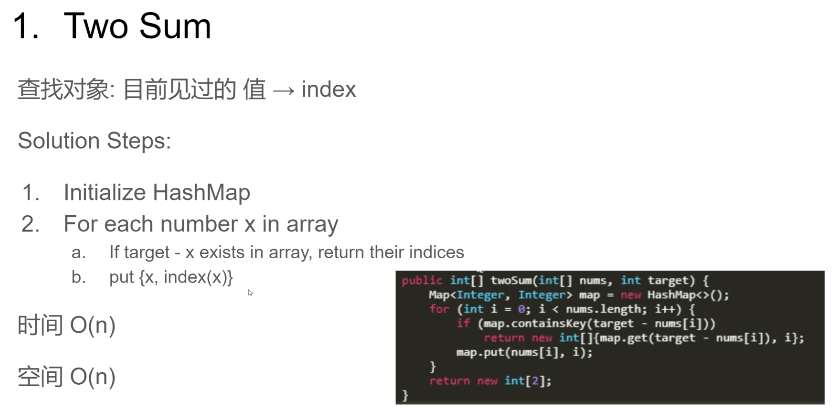 1. Two Sum
查找对象: 目前见过的 值 → index
Solution Steps:
1. Initialize HashMap
2. For each number x in array
a. If target - x exists in array, return their indices
b. put {x, index(x)}
时间 O(n)
空间 O(n)
public int[] twoSum(int[] nums, int target) {
Map<Integer, Integer> map = new HashMap<>();
for (int i = 0; i < nums.length; i++) {
if (map.containsKey(target - nums[i]))
return new int[]{map.get(target - nums[i]), i};
map.put(nums[i], i);
}
return new int[2];
}